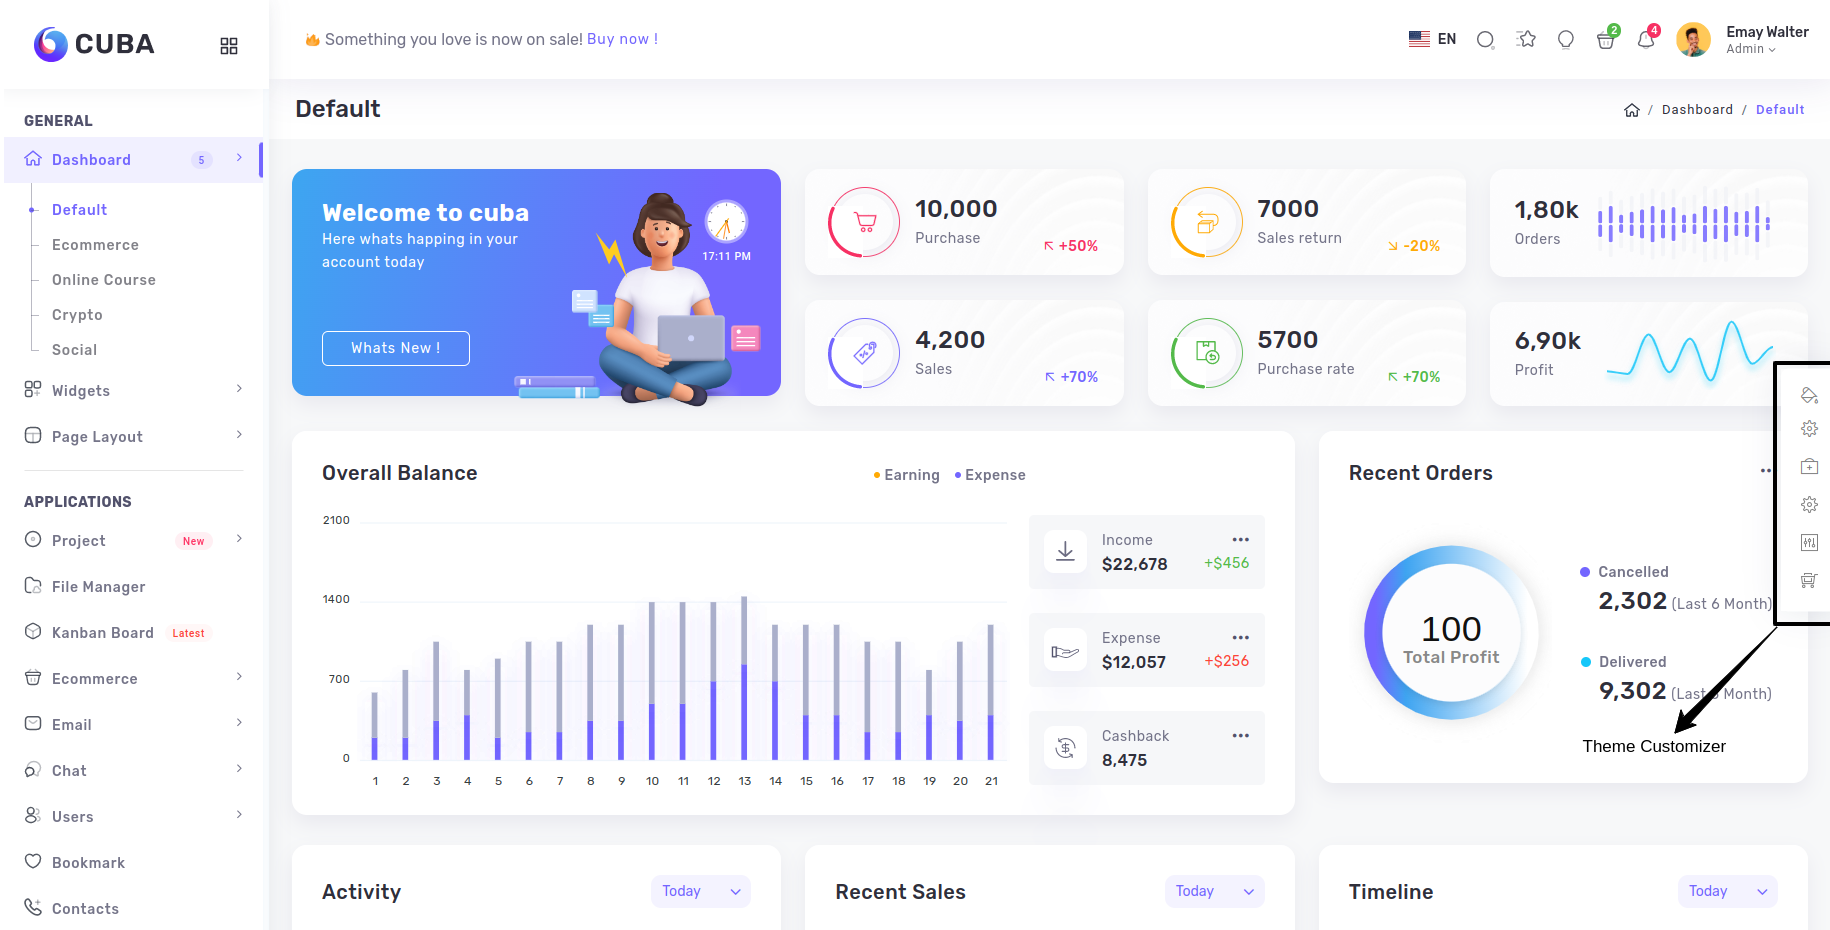 CUBA
Something you love is now on sale! Buy now !
EN
2
4
Emay Walter
Admin
Default
Dashboard / Default
GENERAL
Dashboard 5
Default
Ecommerce
Online Course
Crypto
Social
Widgets
Page Layout
APPLICATIONS
Project New
File Manager
Kanban Board Latest
Ecommerce
Email
Chat
Users
Bookmark
Contacts
Welcome to cuba
Here whats happing in your
account today
Whats New !
17:11 PM
10,000
Purchase
+50%
7000
Sales return
-20%
1,80k
Orders
4,200
Sales
+70%
5700
Purchase rate
+70%
6,90k
Profit
Overall Balance
Earning Expense
2100
1400
700
0
1 2 3 4 5 6 7 8 9 10 11 12 13 14 15 16 17 18 19 20 21
Income
$22,678 +$456
Expense
$12,057 +$256
Cashback
8,475
Recent Orders
100
Total Profit
Cancelled
2,302 (Last 6 Month)
Delivered
9,302 (Last 6 Month)
Theme Customizer
Activity Today
Recent Sales Today
Timeline Today